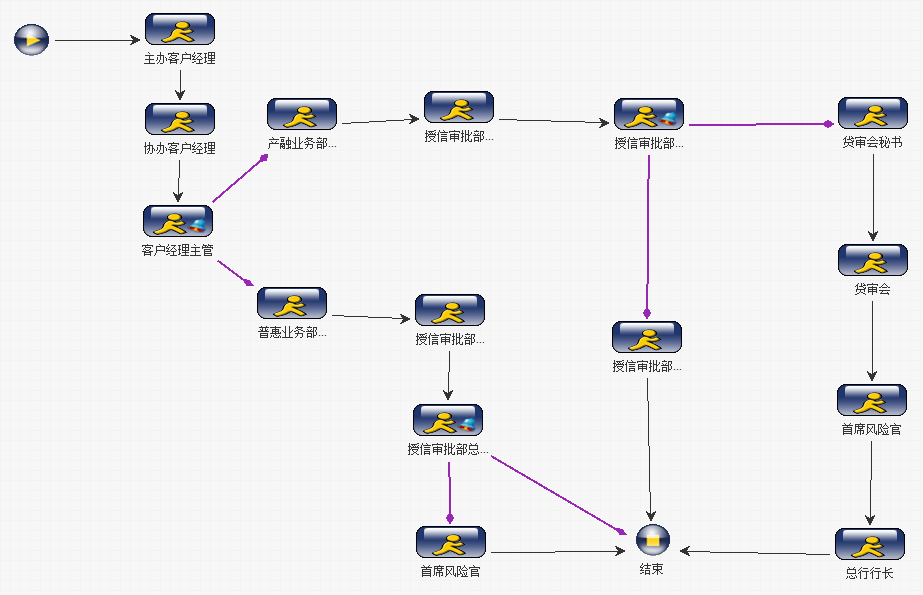 主办客户经理
协办客户经理
产融业务部...
授信审批部...
授信审批部...
贷审会秘书
客户经理主管
普惠业务部...
授信审批部...
授信审批部...
贷审会
授信审批部总...
首席风险官
首席风险官
结束
总行行长